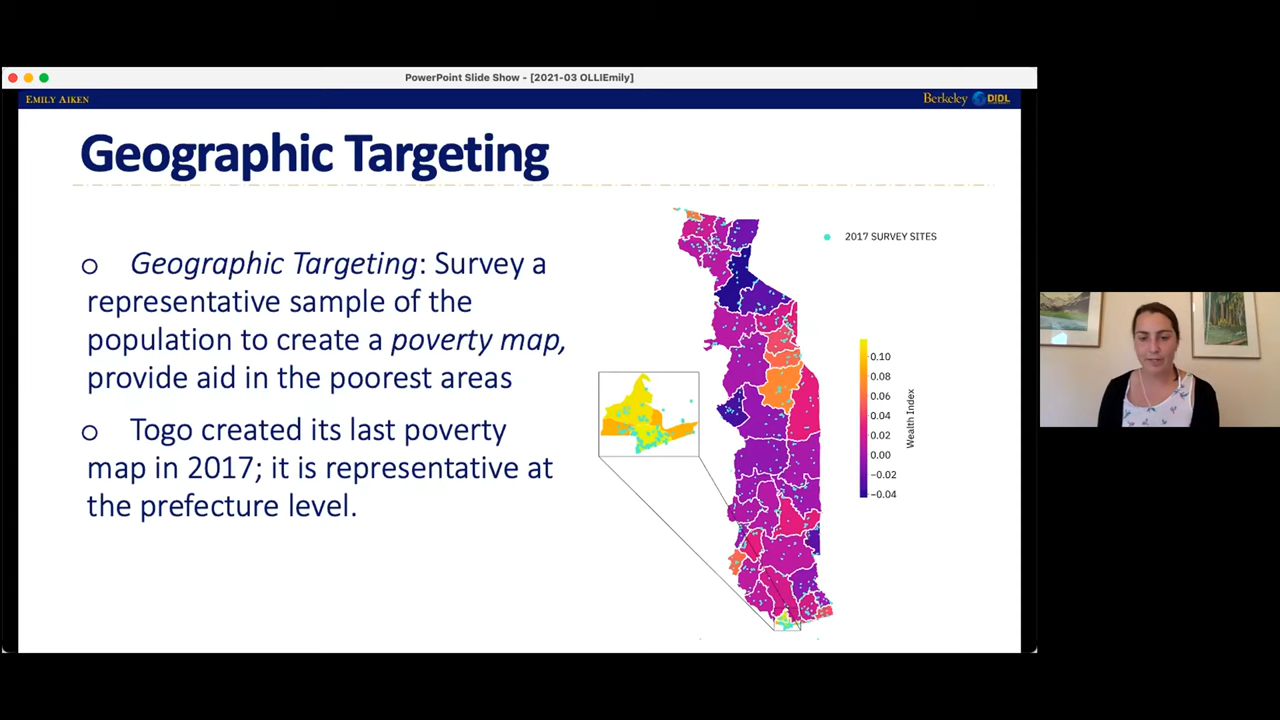 PowerPoint Slide Show - [2021-03 OLLIEmily]
EMILY AIKEN
Berkeley DIDL
Geographic Targeting
o Geographic Targeting: Survey a
representative sample of the
population to create a poverty map,
provide aid in the poorest areas
o Togo created its last poverty
map in 2017; it is representative at
the prefecture level.
2017 SURVEY SITES
0.10
0.08
0.06
0.04
0.02
0.00
−0.02
−0.04
Wealth Index